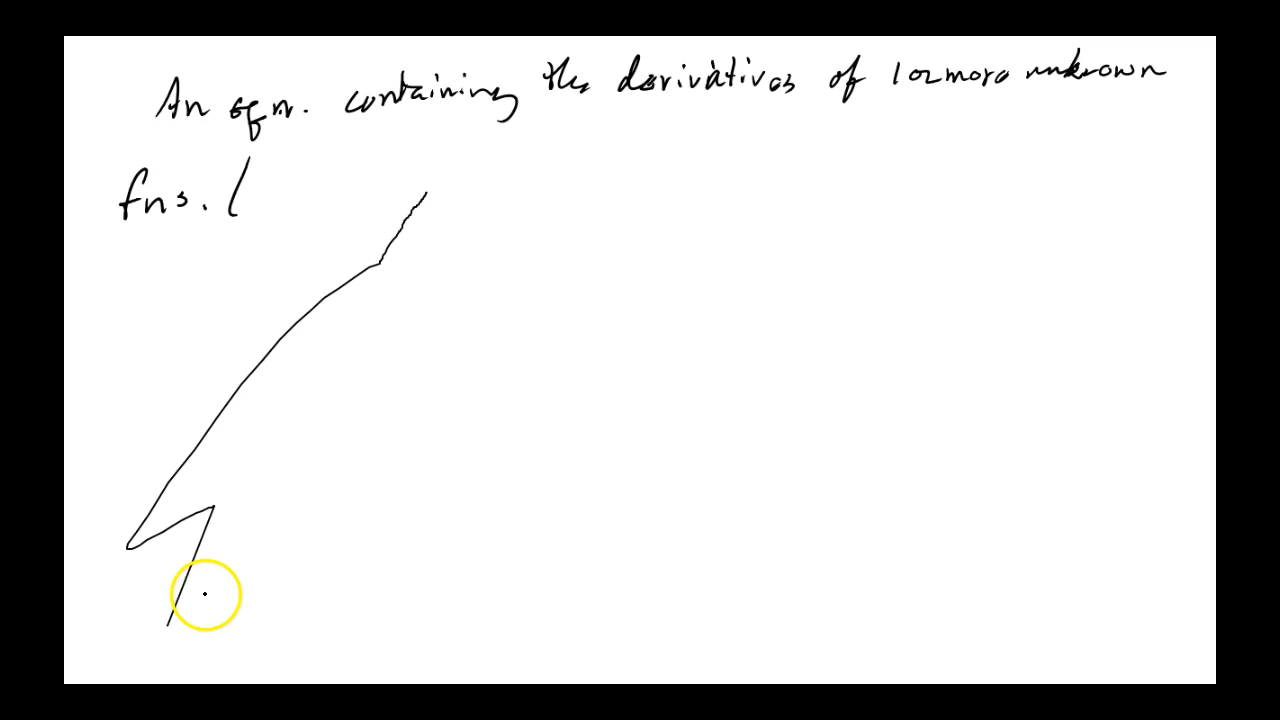 An eqn. containing the derivatives of 1 or more unknown
fns. (